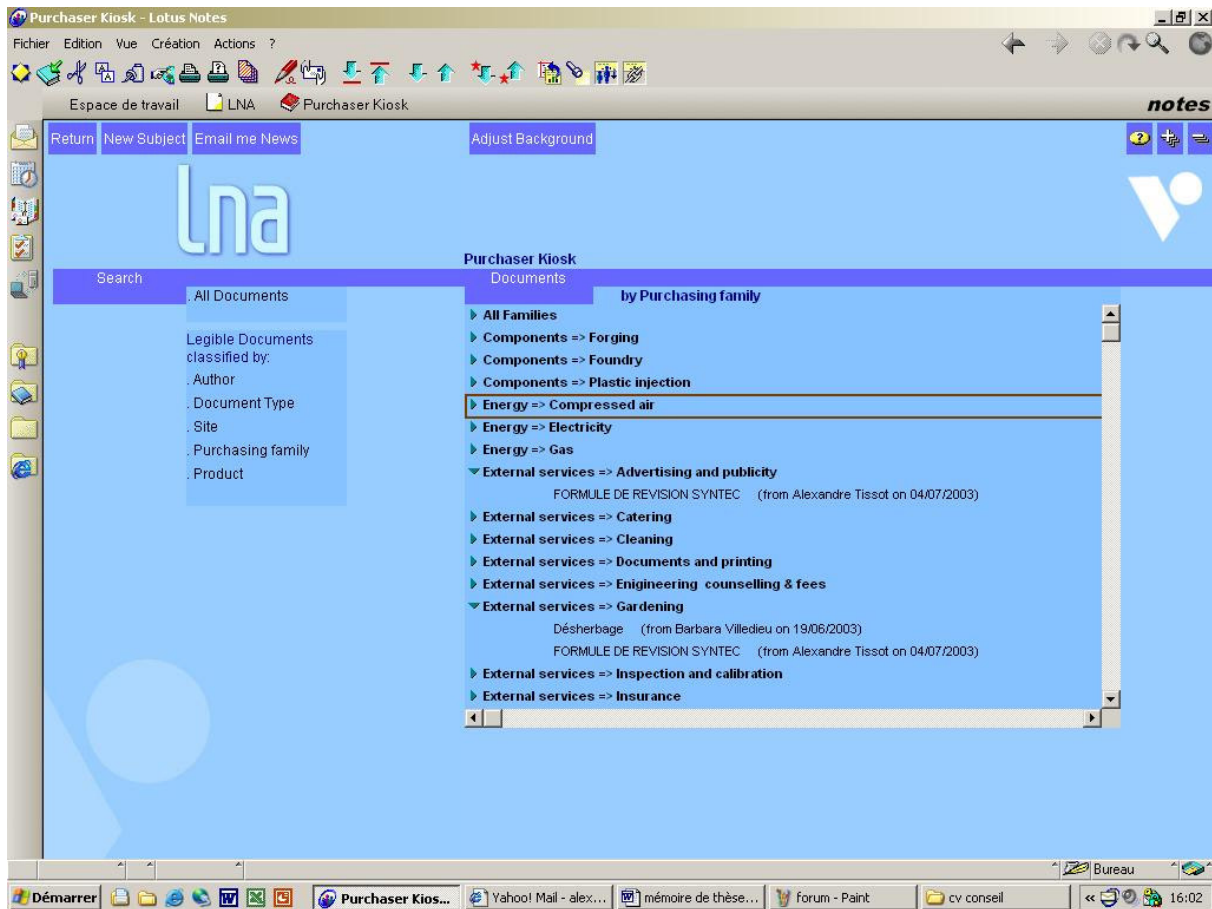 Purchaser Kiosk - Lotus Notes
Fichier Edition Vue Création Actions ?
Espace de travail LNA Purchaser Kiosk
notes
Return New Subject Email me News Adjust Background
lna
Purchaser Kiosk
Search Documents
. All Documents
by Purchasing family
Legible Documents
classified by:
. Author
. Document Type
. Site
. Purchasing family
. Product
All Families
Components => Forging
Components => Foundry
Components => Plastic injection
Energy => Compressed air
Energy => Electricity
Energy => Gas
External services => Advertising and publicity
FORMULE DE REVISION SYNTEC (from Alexandre Tissot on 04/07/2003)
External services => Catering
External services => Cleaning
External services => Documents and printing
External services => Enigineering counselling & fees
External services => Gardening
Désherbage (from Barbara Villedieu on 19/06/2003)
FORMULE DE REVISION SYNTEC (from Alexandre Tissot on 04/07/2003)
External services => Inspection and calibration
External services => Insurance
Bureau
Démarrer Purchaser Kios... Yahoo! Mail - alex... mémoire de thèse... forum - Paint cv conseil « 16:02